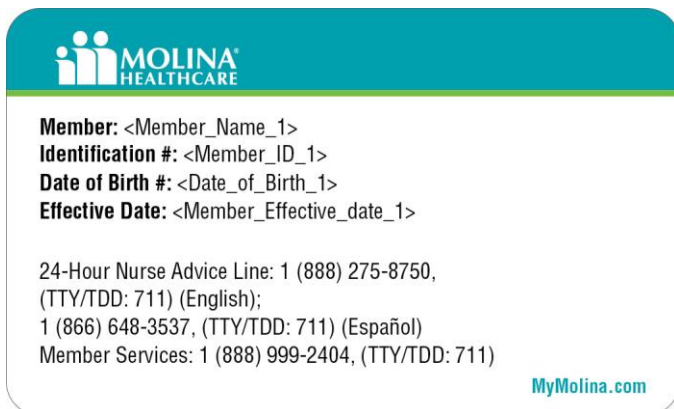 MOLINA®
HEALTHCARE
Member: <Member_Name_1>
Identification #: <Member_ID_1>
Date of Birth #: <Date_of_Birth_1>
Effective Date: <Member_Effective_date_1>
24-Hour Nurse Advice Line: 1 (888) 275-8750,
(TTY/TDD: 711) (English);
1 (866) 648-3537, (TTY/TDD: 711) (Español)
Member Services: 1 (888) 999-2404, (TTY/TDD: 711)
MyMolina.com